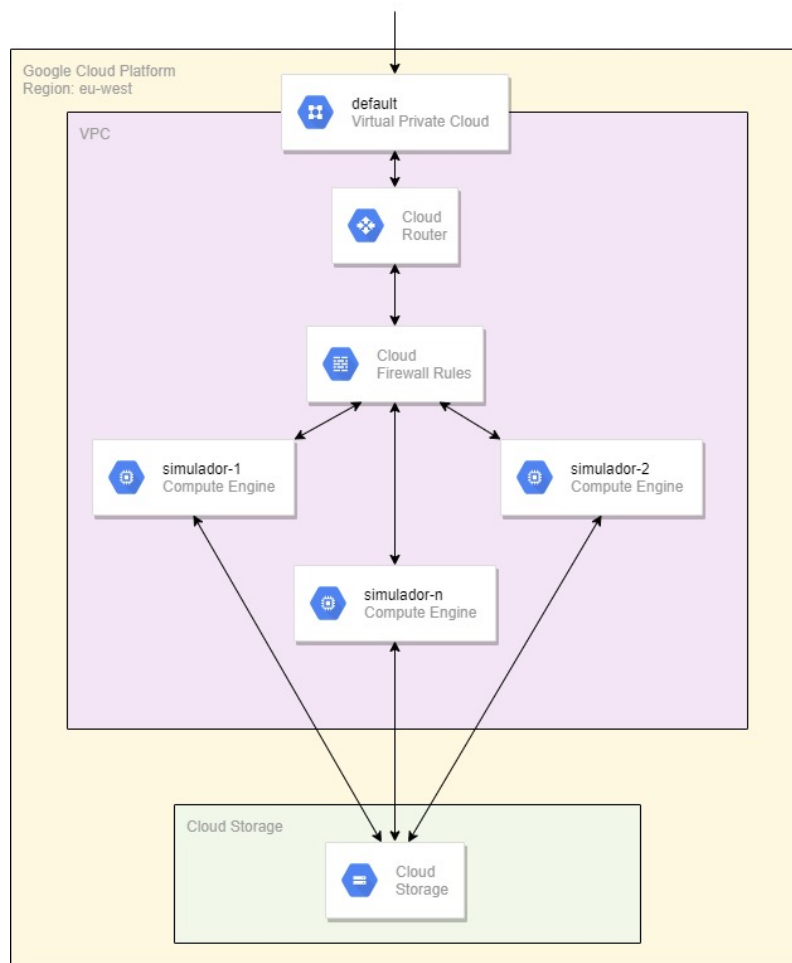 Google Cloud Platform
Region: eu-west
default
Virtual Private Cloud
VPC
Cloud
Router
Cloud
Firewall Rules
simulador-1
Compute Engine
simulador-2
Compute Engine
simulador-n
Compute Engine
Cloud Storage
Cloud
Storage